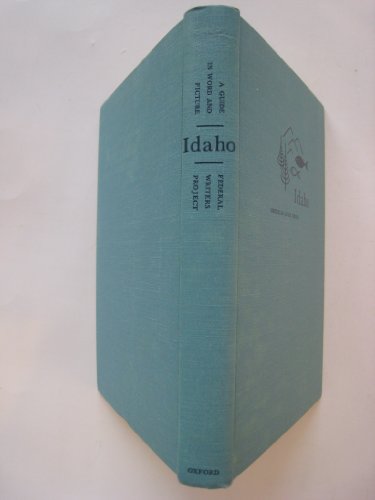 A GUIDE
IN WORD AND
PICTURE
Idaho
FEDERAL
WRITERS
PROJECT
OXFORD
Idaho